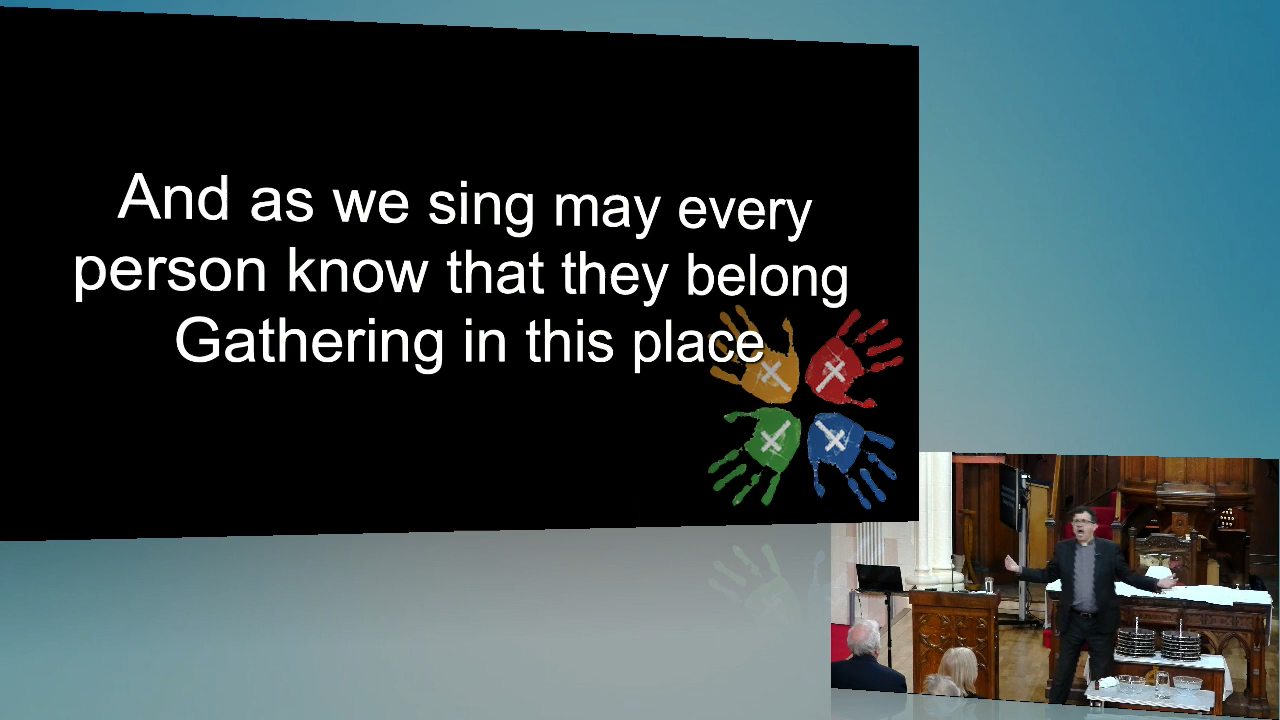 And as we sing may every
person know that they belong
Gathering in this place